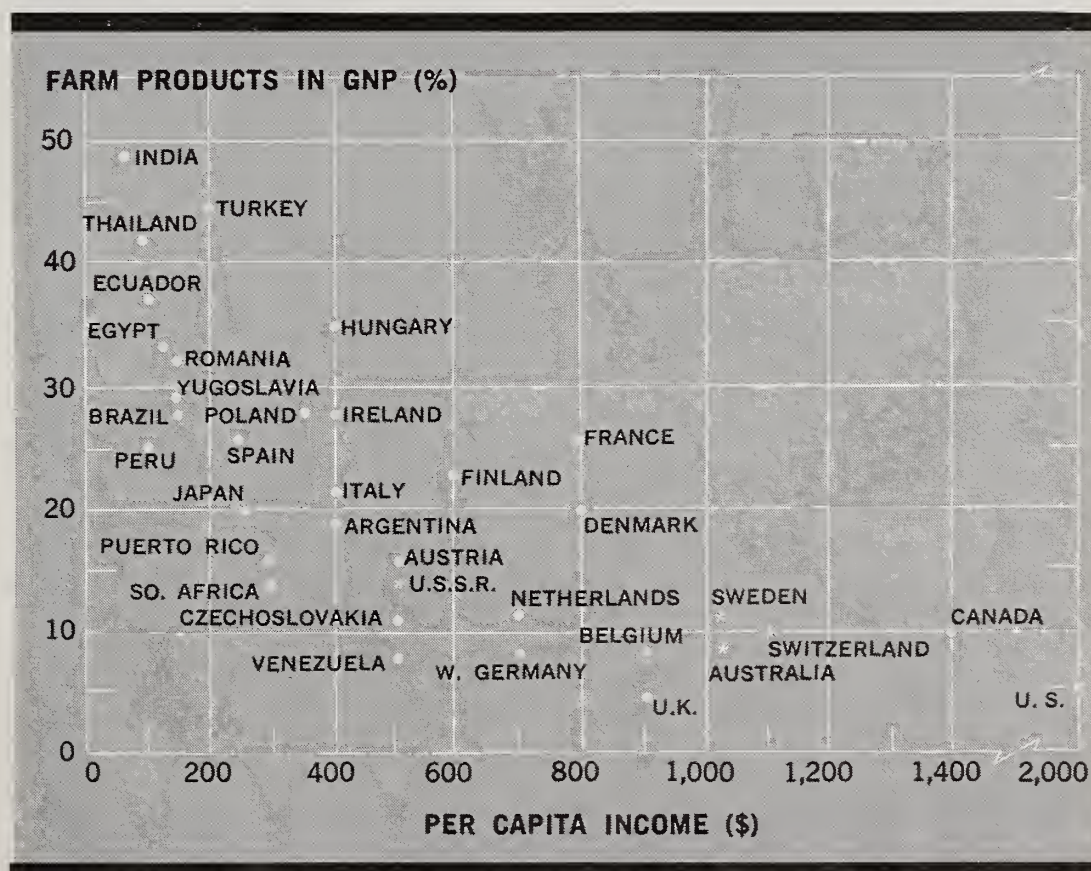 FARM PRODUCTS IN GNP (%)
50
INDIA
TURKEY
THAILAND
40
ECUADOR
EGYPT
HUNGARY
ROMANIA
30
YUGOSLAVIA
BRAZIL
POLAND
IRELAND
FRANCE
PERU
SPAIN
FINLAND
JAPAN
ITALY
20
ARGENTINA
DENMARK
PUERTO RICO
AUSTRIA
SO. AFRICA
U.S.S.R.
NETHERLANDS
SWEDEN
CZECHOSLOVAKIA
CANADA
10
BELGIUM
SWITZERLAND
VENEZUELA
W. GERMANY
AUSTRALIA
U.K.
U. S.
0
0 200 400 600 800 1,000 1,200 1,400 2,000
PER CAPITA INCOME ($)